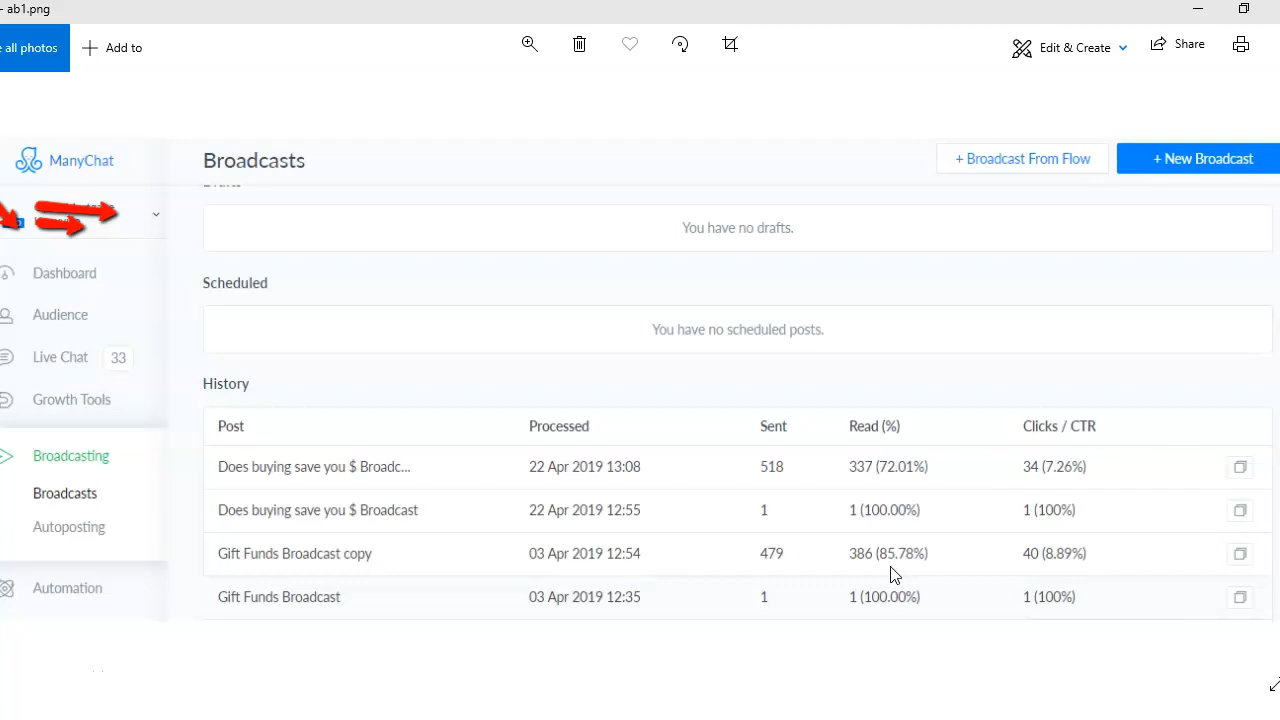 - ab1.png
all photos
Add to
Edit & Create
Share
ManyChat
Broadcasts
+ Broadcast From Flow
+ New Broadcast
Drafts
You have no drafts.
Dashboard
Scheduled
Audience
You have no scheduled posts.
Live Chat 33
History
Growth Tools
Post Processed Sent Read (%) Clicks / CTR
Broadcasting
Does buying save you $ Broadc... 22 Apr 2019 13:08 518 337 (72.01%) 34 (7.26%)
Broadcasts
Does buying save you $ Broadcast 22 Apr 2019 12:55 1 1 (100.00%) 1 (100%)
Autoposting
Gift Funds Broadcast copy 03 Apr 2019 12:54 479 386 (85.78%) 40 (8.89%)
Automation
Gift Funds Broadcast 03 Apr 2019 12:35 1 1 (100.00%) 1 (100%)